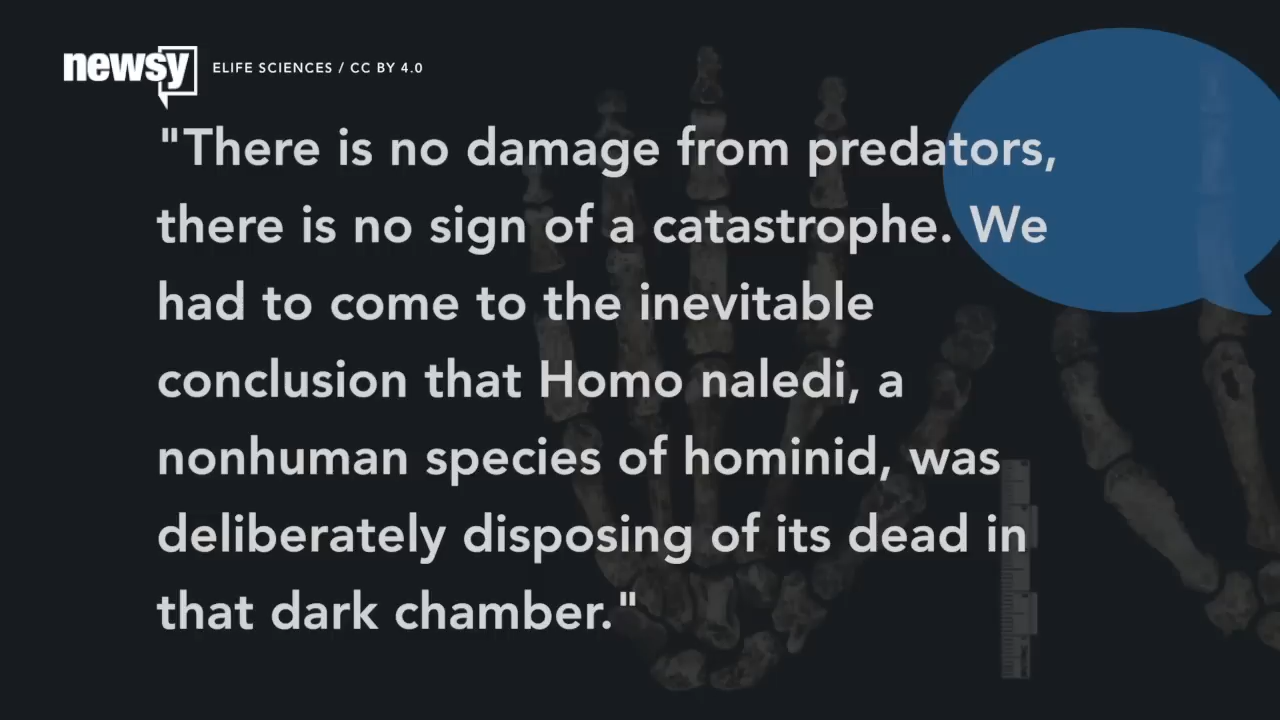 newsy ELIFE SCIENCES / CC BY 4.0
"There is no damage from predators,
there is no sign of a catastrophe. We
had to come to the inevitable
conclusion that Homo naledi, a
nonhuman species of hominid, was
deliberately disposing of its dead in
that dark chamber."